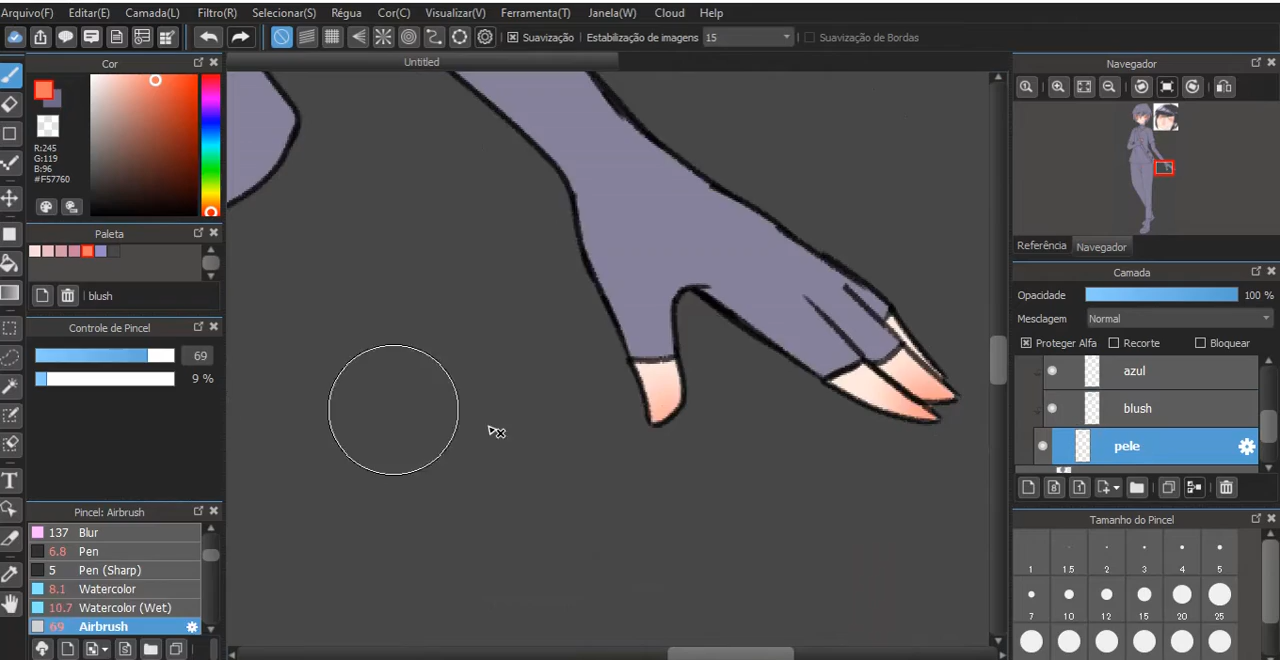 Arquivo(F) Editar(E) Camada(L) Filtro(R) Selecionar(S) Régua Cor(C) Visualizar(V) Ferramenta(T) Janela(W) Cloud Help
Suavização Estabilização de imagens 15 Suavização de Bordas
Cor
Untitled
Navegador
R:245
G:119
B:96
#F57760
Paleta
blush
Referência Navegador
Camada
Opacidade 100 %
Mesclagem Normal
Proteger Alfa Recorte Bloquear
azul
blush
pele
Controle de Pincel
69
9 %
Pincel: Airbrush
137 Blur
6.8 Pen
5 Pen (Sharp)
8.1 Watercolor
10.7 Watercolor (Wet)
69 Airbrush
Tamanho do Pincel
1 1.5 2 3 4 5
7 10 12 15 20 25